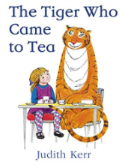 The Tiger Who
Came to Tea
Judith Kerr